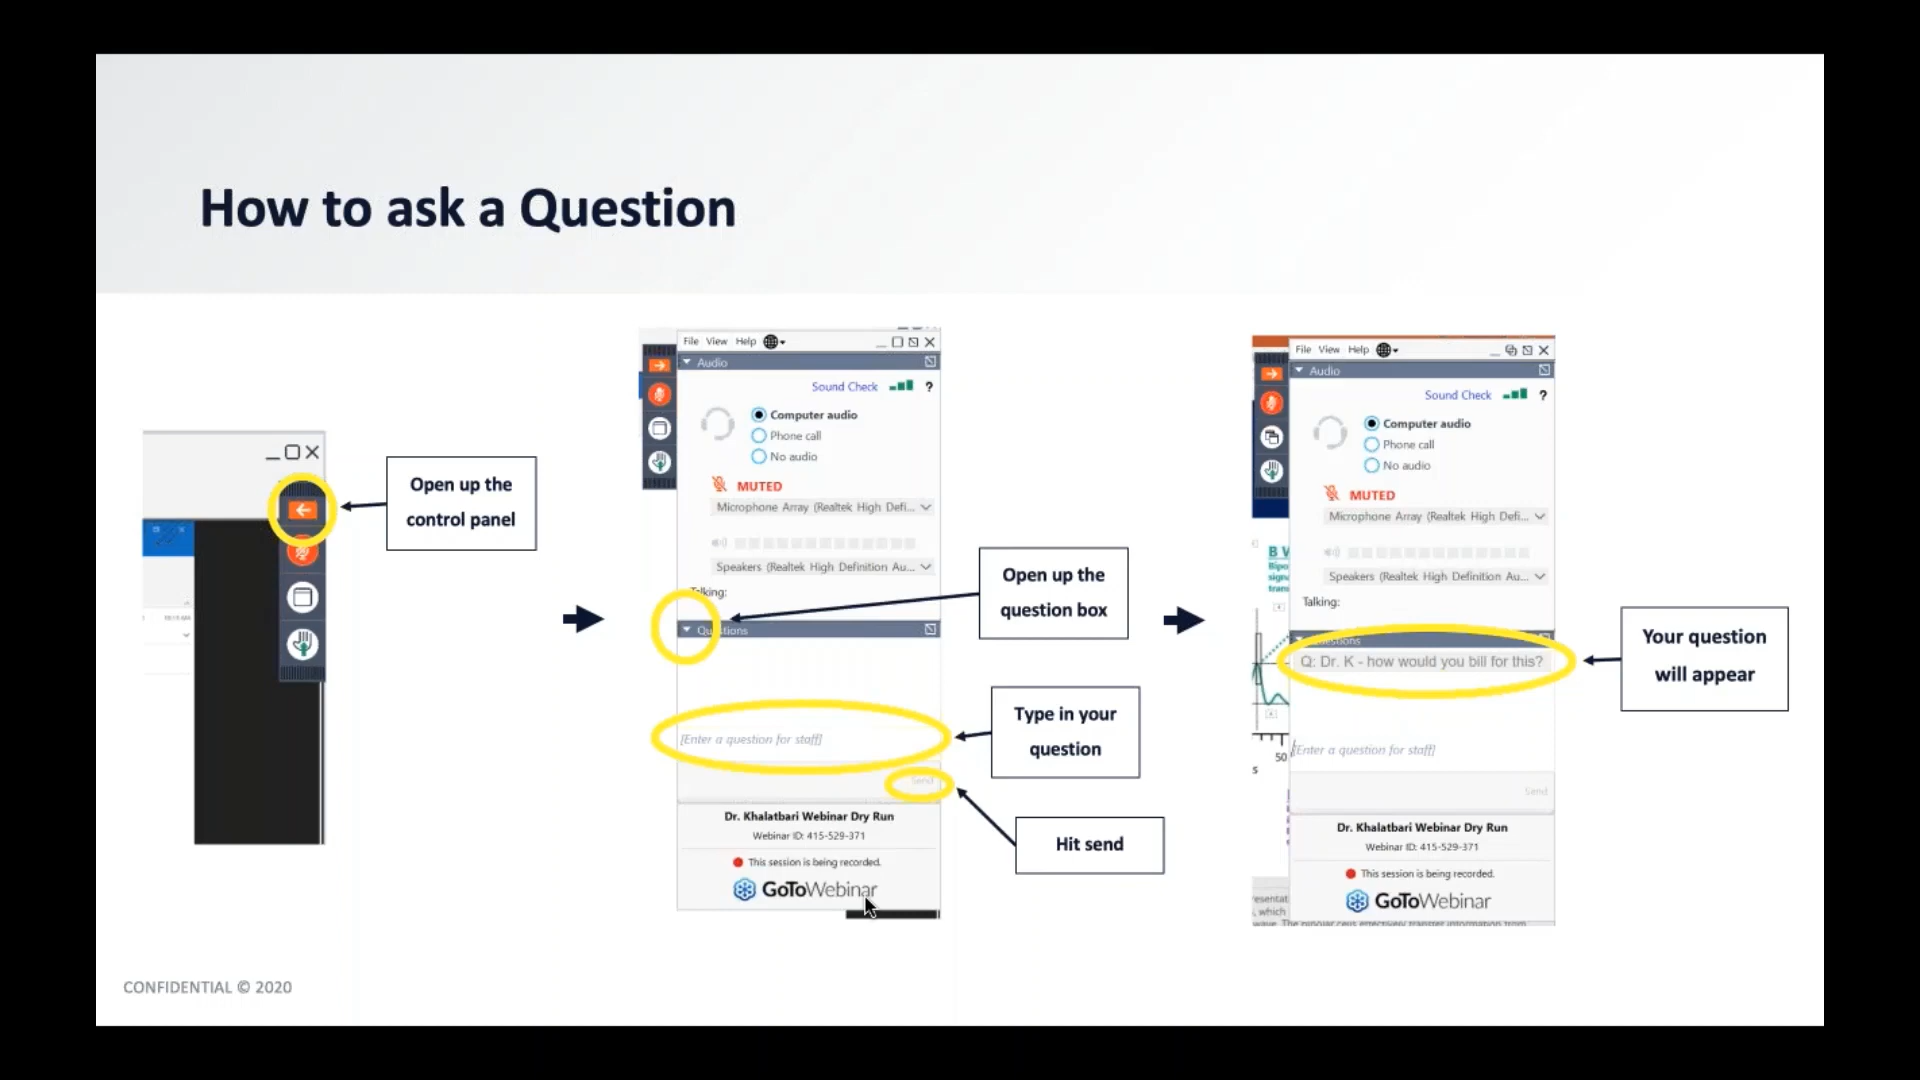 How to ask a Question
Open up the
control panel
File View Help
Audio
Sound Check ?
Computer audio
Phone call
No audio
MUTED
Microphone Array (Realtek High Defi...
Speakers (Realtek High Definition Au...
Talking:
Questions
[Enter a question for staff]
Send
Dr. Khalatbari Webinar Dry Run
Webinar ID: 415-529-371
This session is being recorded.
GoToWebinar
Open up the
question box
Type in your
question
Hit send
File View Help
Audio
Sound Check ?
Computer audio
Phone call
No audio
MUTED
Microphone Array (Realtek High Defi...
Speakers (Realtek High Definition Au...
Talking:
Questions
Q: Dr. K - how would you bill for this?
[Enter a question for staff]
Send
Dr. Khalatbari Webinar Dry Run
Webinar ID: 415-529-371
This session is being recorded.
GoToWebinar
B
50
, which
Your question
will appear
CONFIDENTIAL © 2020